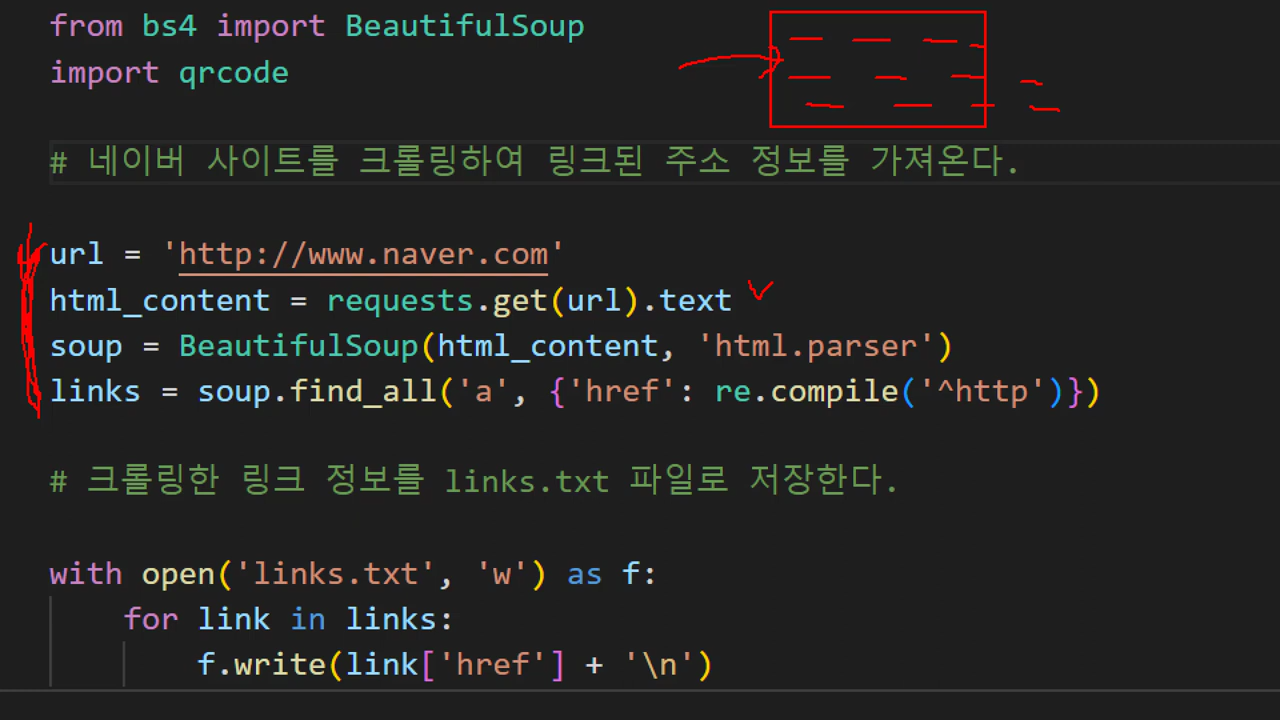 from bs4 import BeautifulSoup
import qrcode
# 네이버 사이트를 크롤링하여 링크된 주소 정보를 가져온다.
url = 'http://www.naver.com'
html_content = requests.get(url).text
soup = BeautifulSoup(html_content, 'html.parser')
links = soup.find_all('a', {'href': re.compile('^http')})
# 크롤링한 링크 정보를 links.txt 파일로 저장한다.
with open('links.txt', 'w') as f:
    for link in links:
        f.write(link['href'] + '\n')